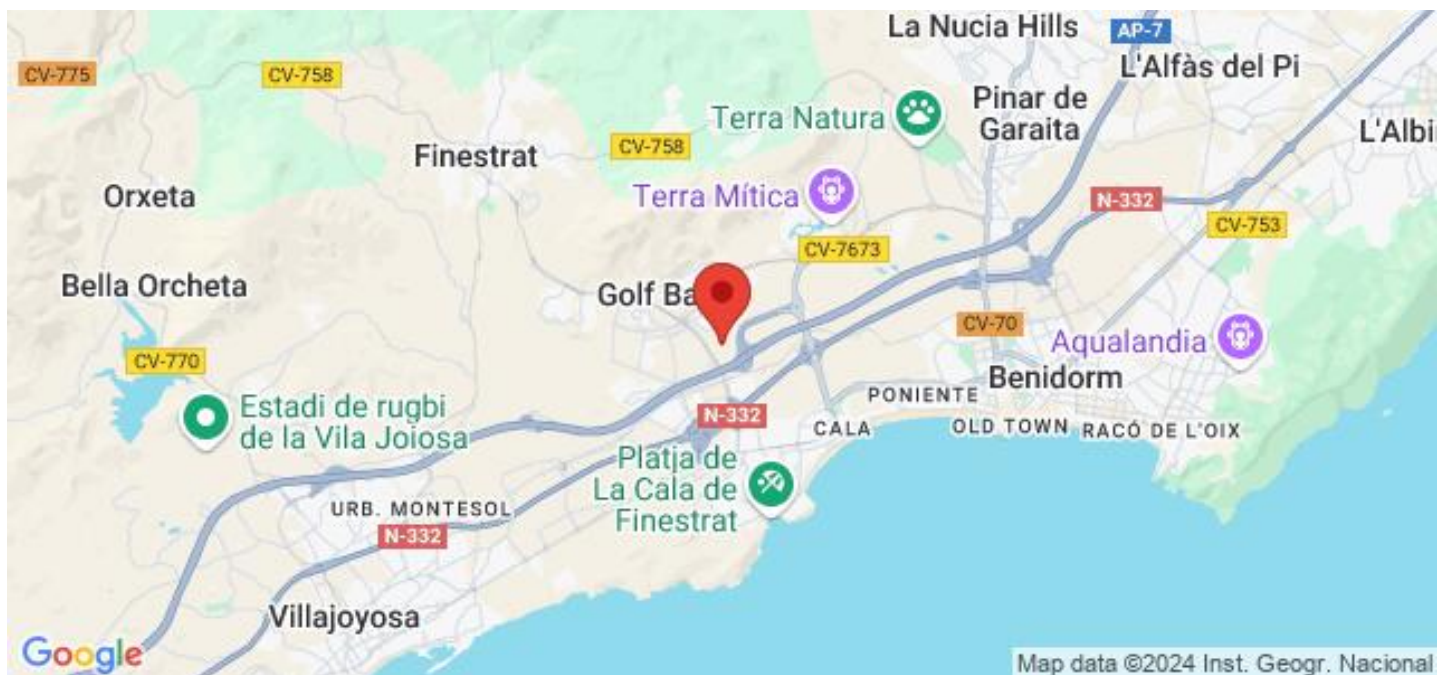 La Nucia Hills
AP-7
CV-775
CV-758
L'Alfàs del Pi
Terra Natura
Pinar de
Garaita
L'Albi
Finestrat
CV-758
Orxeta
Terra Mítica
N-332
CV-753
CV-7673
Bella Orcheta
Golf Ba
CV-70
Aqualandia
CV-770
Benidorm
PONIENTE
Estadi de rugbi
de la Vila Joiosa
N-332
CALA
OLD TOWN
RACÓ DE L'OIX
Platja de
La Cala de
Finestrat
URB. MONTESOL
N-332
Villajoyosa
Google
Map data ©2024 Inst. Geogr. Nacional